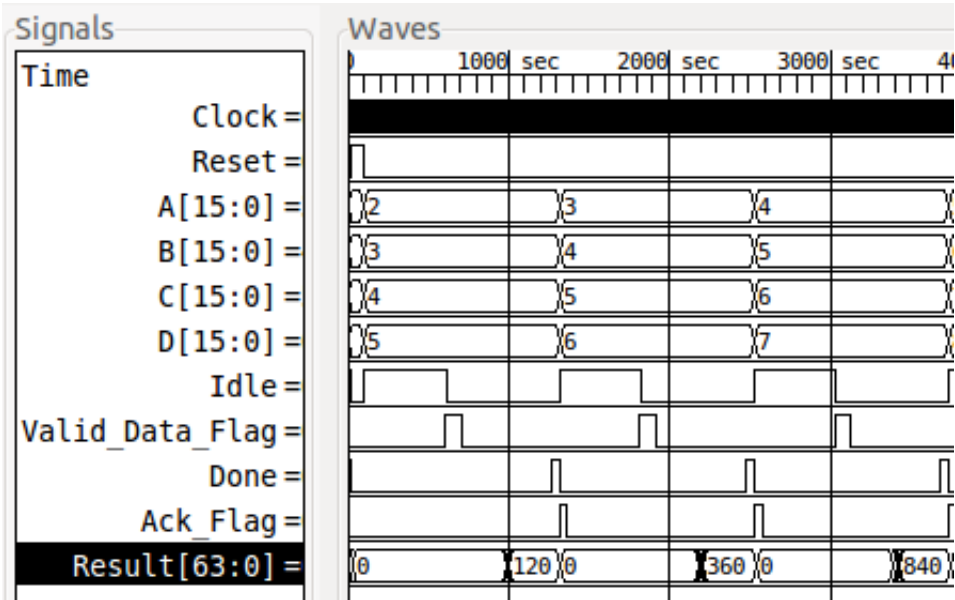 Signals
Waves
Time
0 1000 sec 2000 sec 3000 sec 40
Clock =
Reset =
A[15:0] = 2 3 4
B[15:0] = 3 4 5
C[15:0] = 4 5 6
D[15:0] = 5 6 7
Idle =
Valid_Data_Flag =
Done =
Ack_Flag =
Result[63:0] = 0 120 0 360 0 840